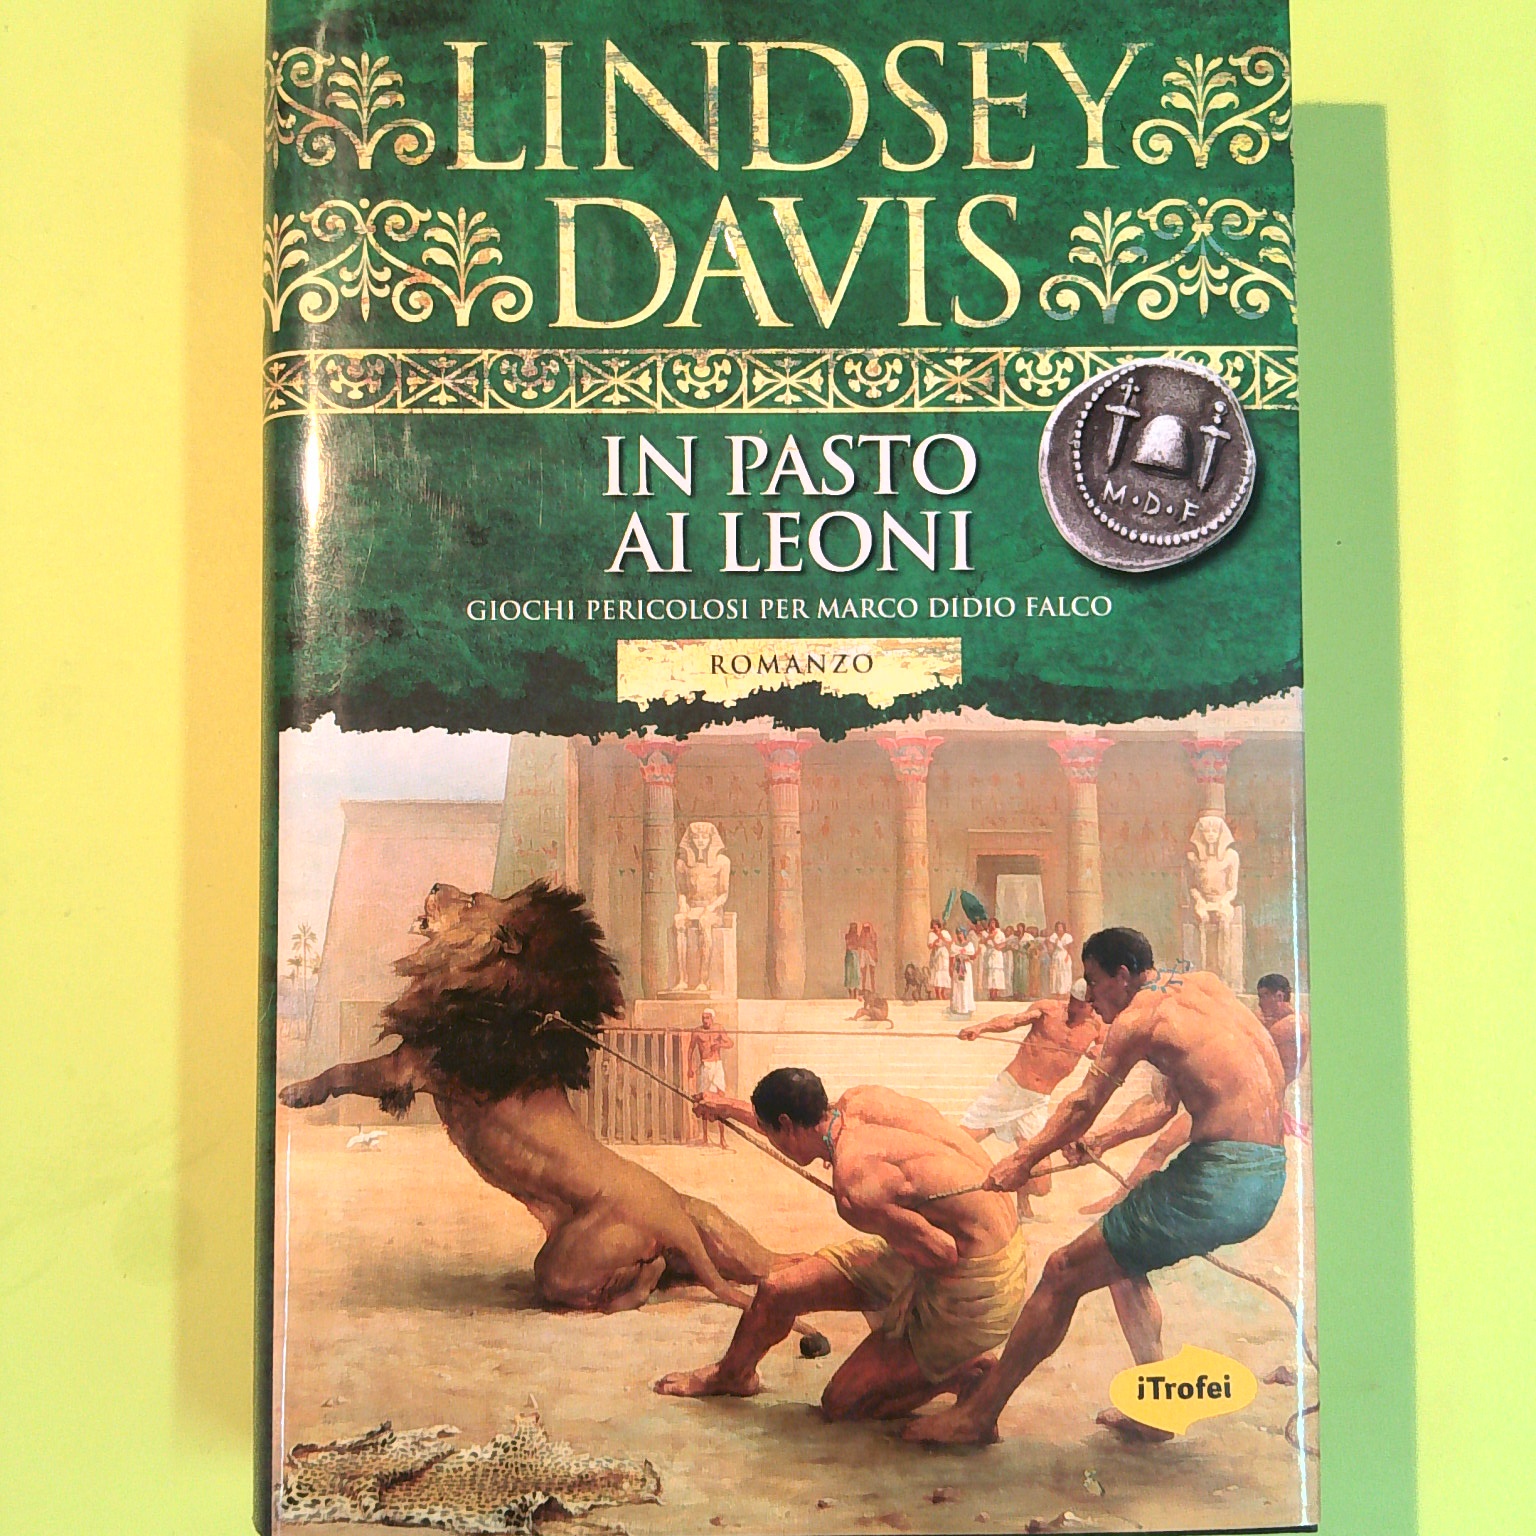 LINDSEY
DAVIS
IN PASTO
AI LEONI
M·D·F
GIOCHI PERICOLOSI PER MARCO DIDIO FALCO
ROMANZO
iTrofei